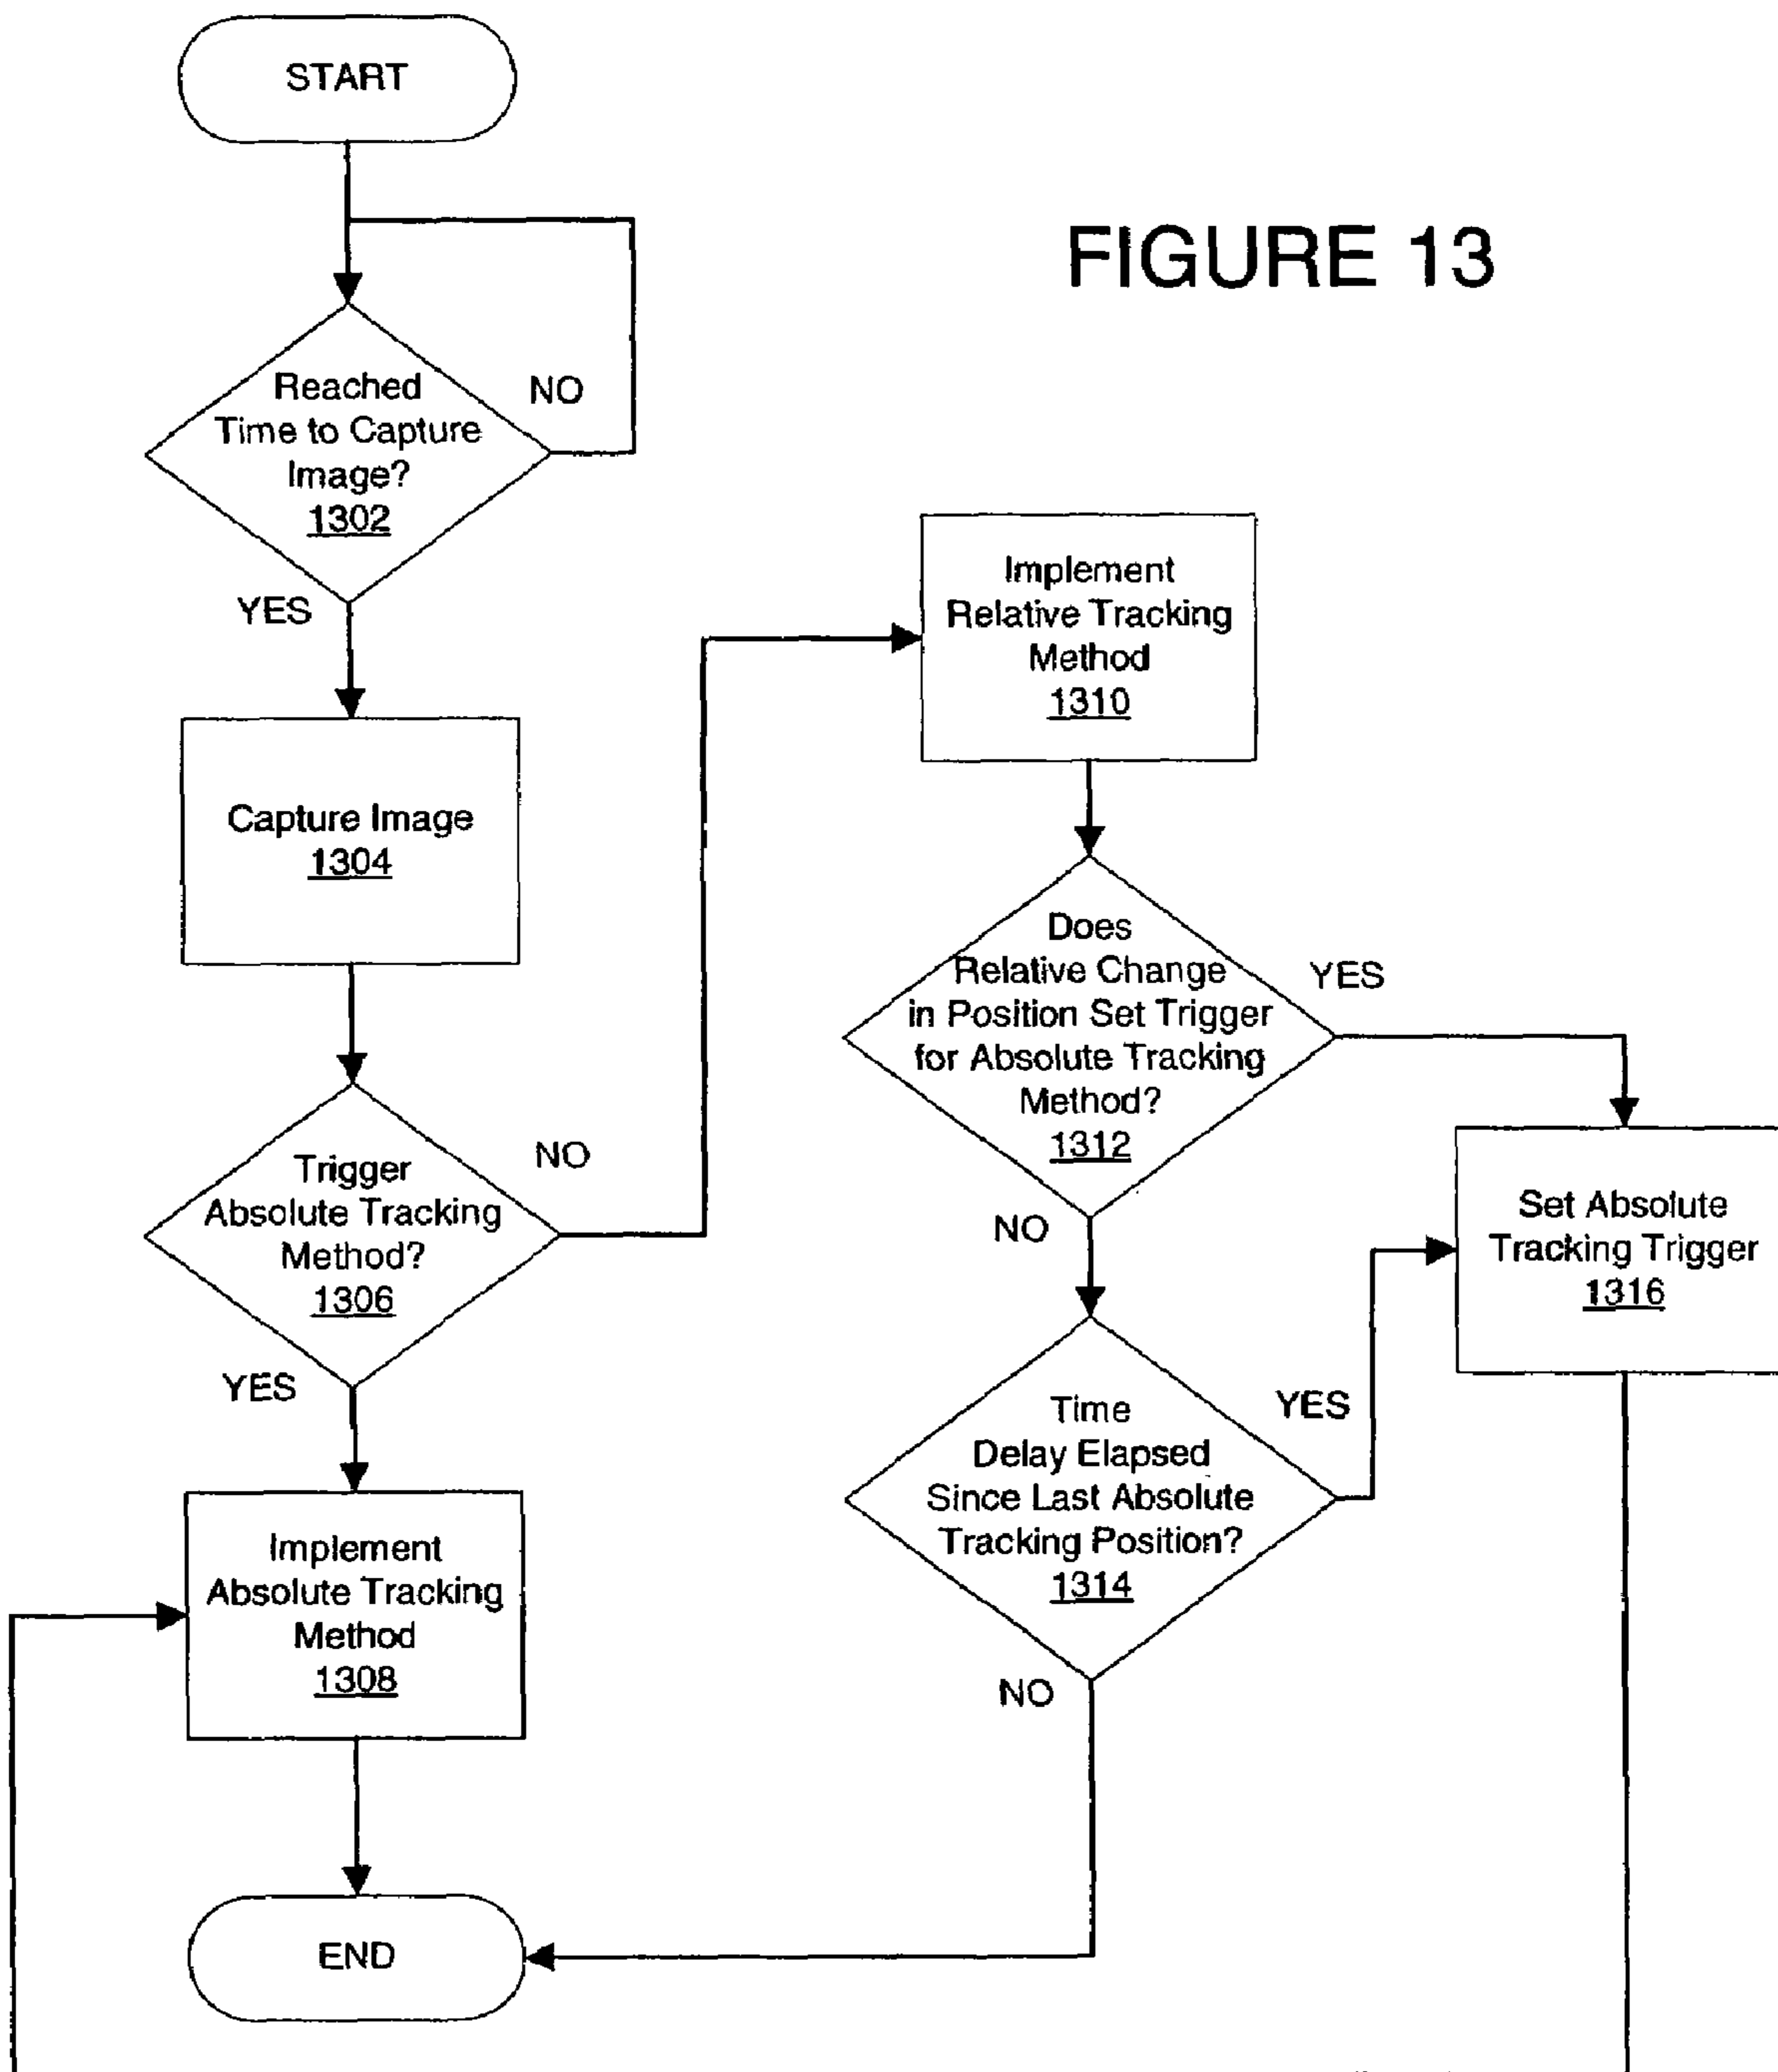 START
FIGURE 13
Reached
Time to Capture
Image?
1302
NO
YES
Capture Image
1304
Trigger
Absolute Tracking
Method?
1306
NO
YES
Implement
Absolute Tracking
Method
1308
END
Implement
Relative Tracking
Method
1310
Does
Relative Change
in Position Set Trigger
for Absolute Tracking
Method?
1312
YES
NO
Time
Delay Elapsed
Since Last Absolute
Tracking Position?
1314
YES
NO
Set Absolute
Tracking Trigger
1316